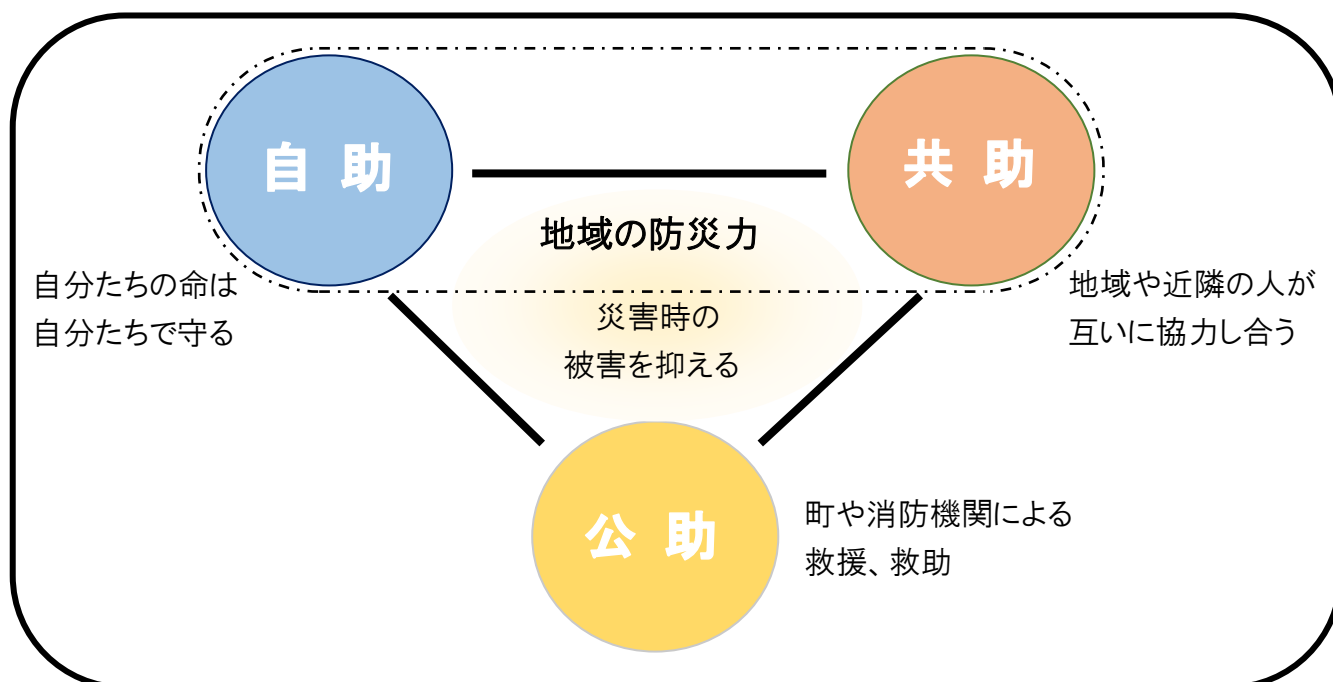 自 助
共 助
地域の防災力
自分たちの命は
自分たちで守る
災害時の
被害を抑える
地域や近隣の人が
互いに協力し合う
公 助
町や消防機関による
救援、救助